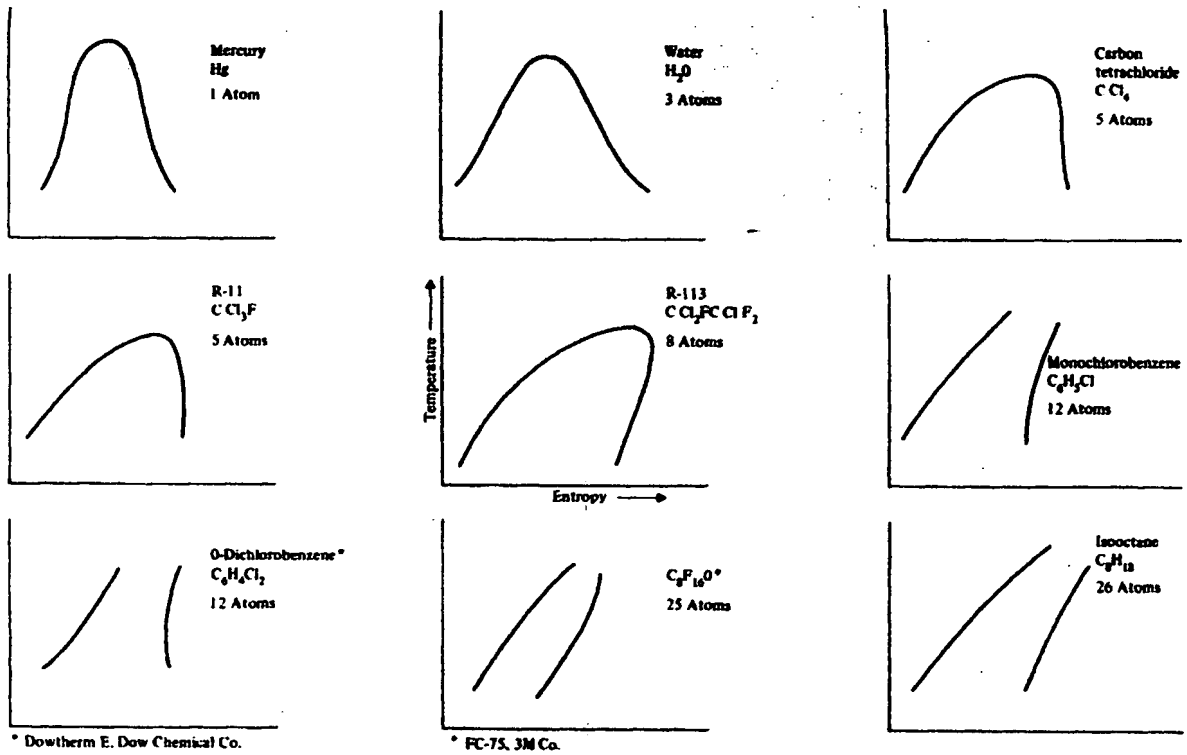 Mercury
Hg
1 Atom
Water
H₂O
3 Atoms
Carbon
tetrachloride
C Cl₄
5 Atoms
R-11
C Cl₃F
5 Atoms
R-113
C Cl₂FC Cl F₂
8 Atoms
Temperature
Entropy
Monochlorobenzene
C₆H₅Cl
12 Atoms
0-Dichlorobenzene*
C₆H₄Cl₂
12 Atoms
C₈F₁₆0*
25 Atoms
Isooctane
C₈H₁₈
26 Atoms
* Dowtherm E, Dow Chemical Co.
* FC-75, 3M Co.